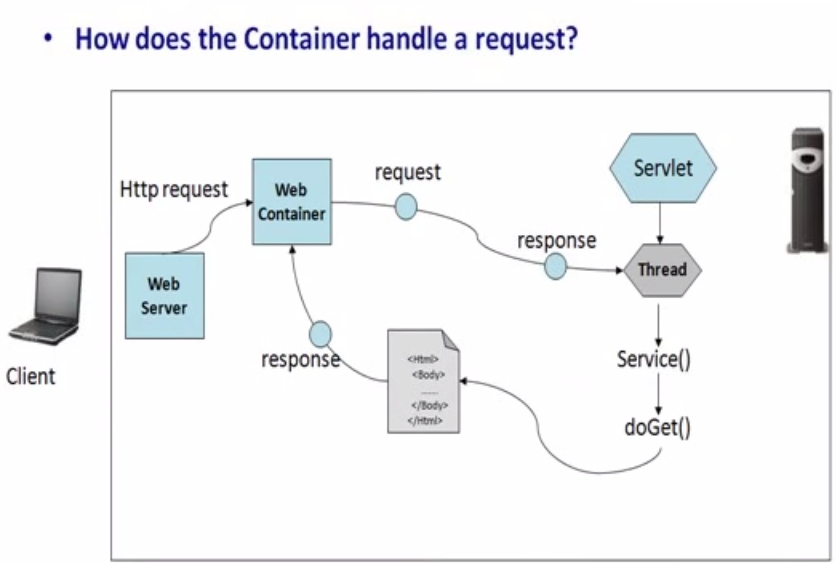 • How does the Container handle a request?
Http request
Web
Container
request
Servlet
response
Thread
Web
Server
Client
response
<Html>
<Body>
......
</Body>
</Html>
Service()
doGet()